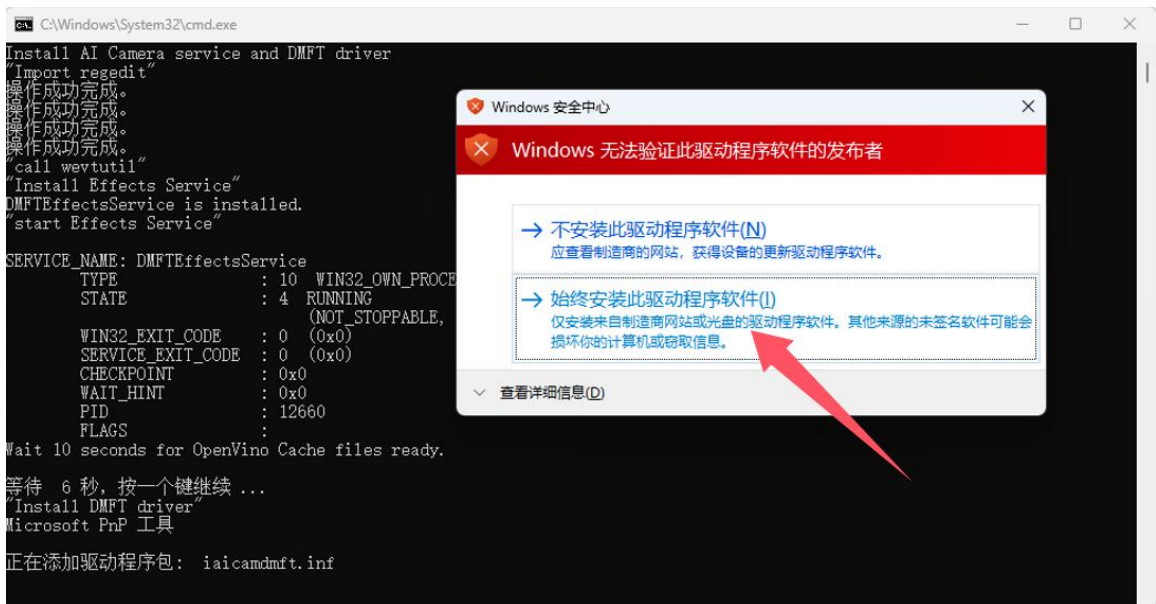 C:\Windows\System32\cmd.exe
Install AI Camera service and DMFT driver
"Import regedit"
操作成功完成。
操作成功完成。
操作成功完成。
操作成功完成。
"call wevtutil"
"Install Effects Service"
DMFTEffectsService is installed.
"start Effects Service"
SERVICE_NAME: DMFTEffectsService
TYPE : 10 WIN32_OWN_PROCE
STATE : 4 RUNNING
(NOT_STOPPABLE,
WIN32_EXIT_CODE : 0 (0x0)
SERVICE_EXIT_CODE : 0 (0x0)
CHECKPOINT : 0x0
WAIT_HINT : 0x0
PID : 12660
FLAGS :
Wait 10 seconds for OpenVino Cache files ready.
等待 6 秒，按一个键继续 ...
"Install DMFT driver"
Microsoft PnP 工具
正在添加驱动程序包: iaicamdmft.inf
Windows 安全中心
Windows 无法验证此驱动程序软件的发布者
不安装此驱动程序软件(N)
应查看制造商的网站，获得设备的更新驱动程序软件。
始终安装此驱动程序软件(I)
仅安装来自制造商网站或光盘的驱动程序软件。其他来源的未签名软件可能会
损坏你的计算机或窃取信息。
查看详细信息(D)